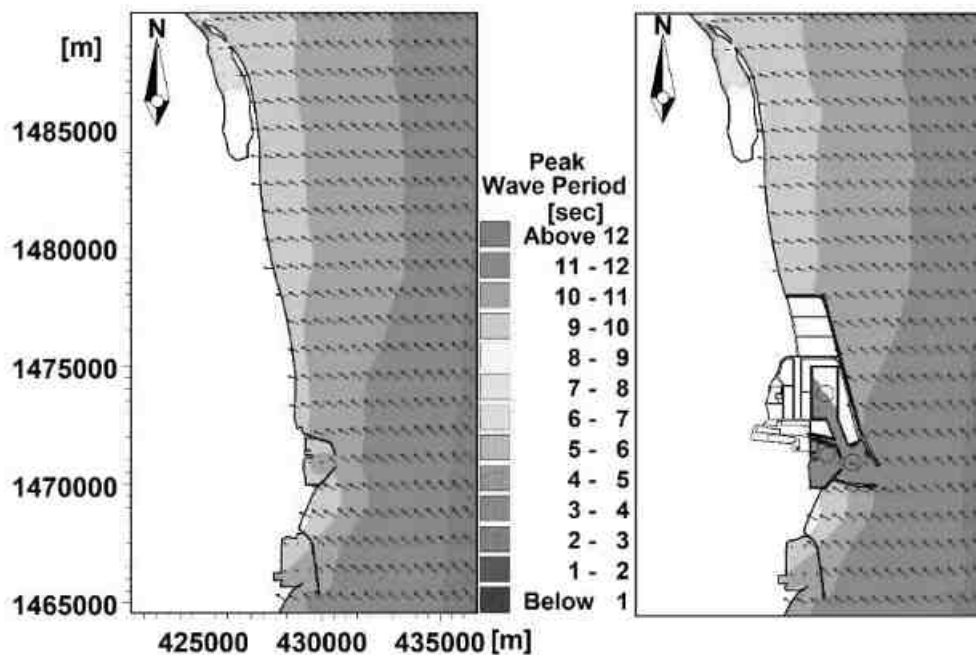 N
[m]
1485000
1480000
1475000
1470000
1465000
425000 430000 435000 [m]
Peak
Wave Period
[sec]
Above 12
11 - 12
10 - 11
9 - 10
8 - 9
7 - 8
6 - 7
5 - 6
4 - 5
3 - 4
2 - 3
1 - 2
Below 1
N